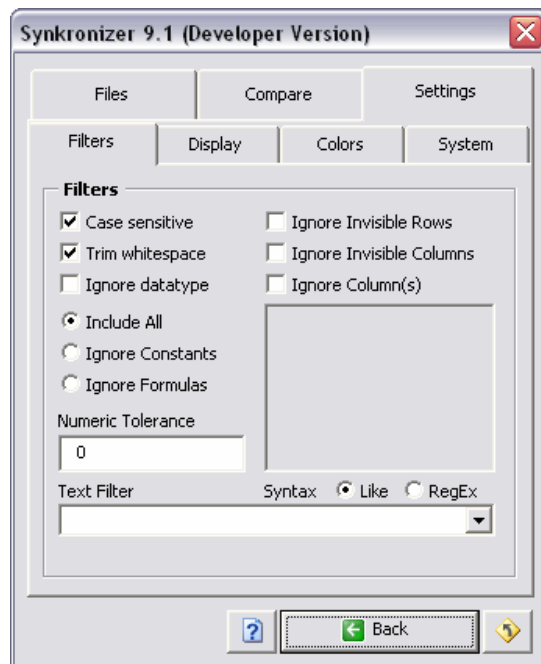 Synkronizer 9.1 (Developer Version)
Files Compare Settings
Filters Display Colors System
Filters
Case sensitive Ignore Invisible Rows
Trim whitespace Ignore Invisible Columns
Ignore datatype Ignore Column(s)
Include All
Ignore Constants
Ignore Formulas
Numeric Tolerance
0
Text Filter Syntax Like RegEx
Back